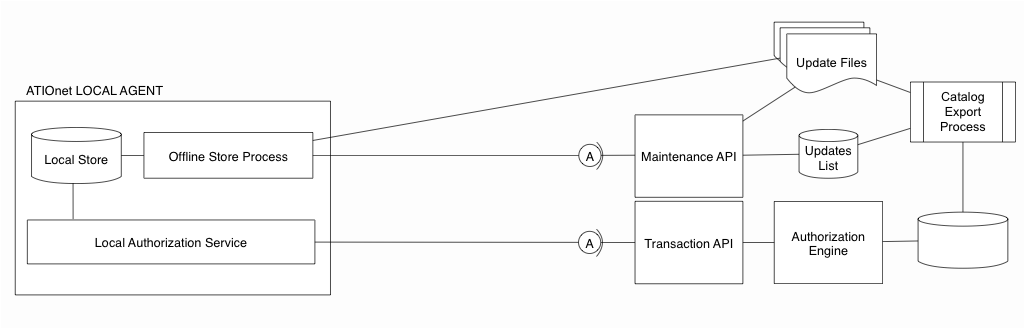 Update Files
ATIOnet LOCAL AGENT
Catalog
Export
Process
Local Store
Offline Store Process
A
Maintenance API
Updates
List
Local Authorization Service
A
Transaction API
Authorization
Engine